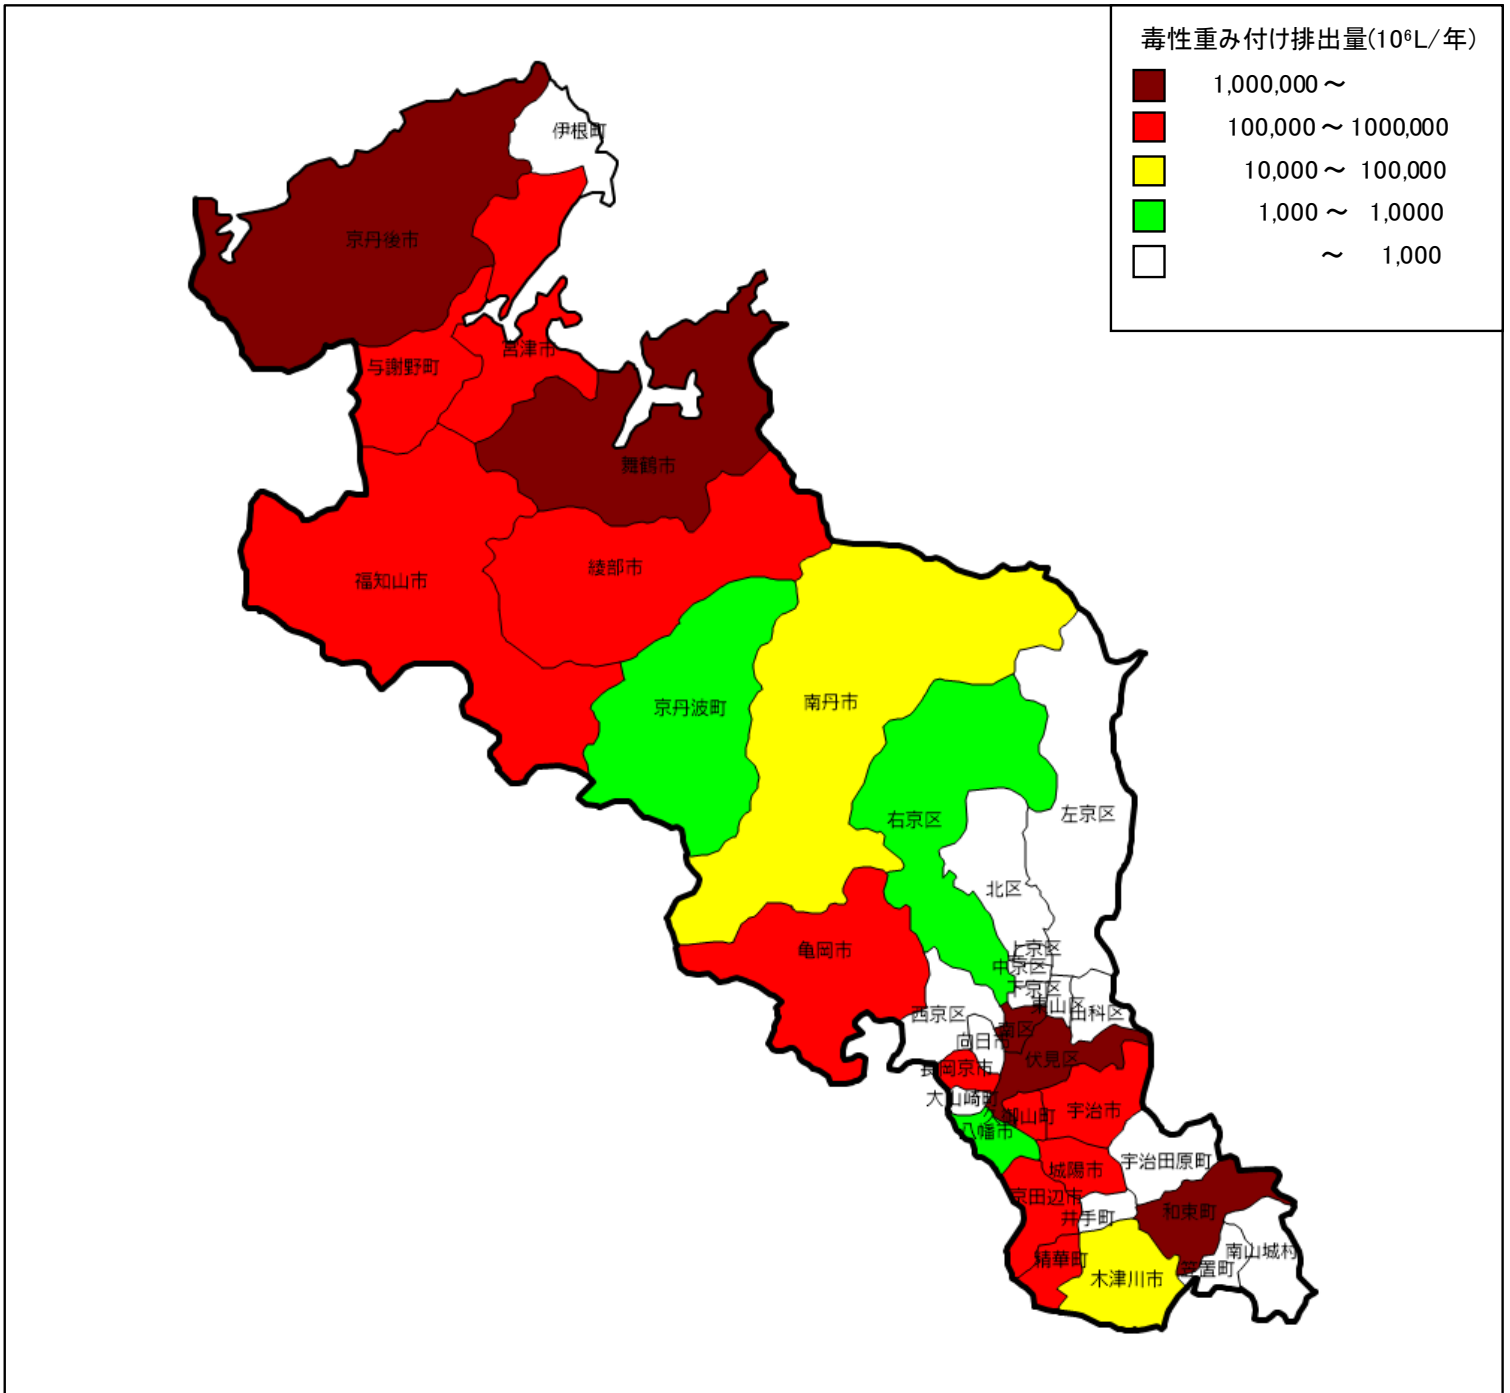 毒性重み付け排出量(10⁶L/年)
1,000,000～
100,000～1000,000
10,000～ 100,000
1,000～ 1,0000
～ 1,000
伊根町
京丹後市
宮津市
与謝野町
舞鶴市
綾部市
福知山市
京丹波町
南丹市
左京区
右京区
北区
上京区
亀岡市
中京区
下京区
東山区
山科区
西京区
南区
向日市
伏見区
長岡京市
大山崎町
宇治市
久御山町
八幡市
宇治田原町
城陽市
京田辺市
和束町
井手町
南山城村
精華町
笠置町
木津川市